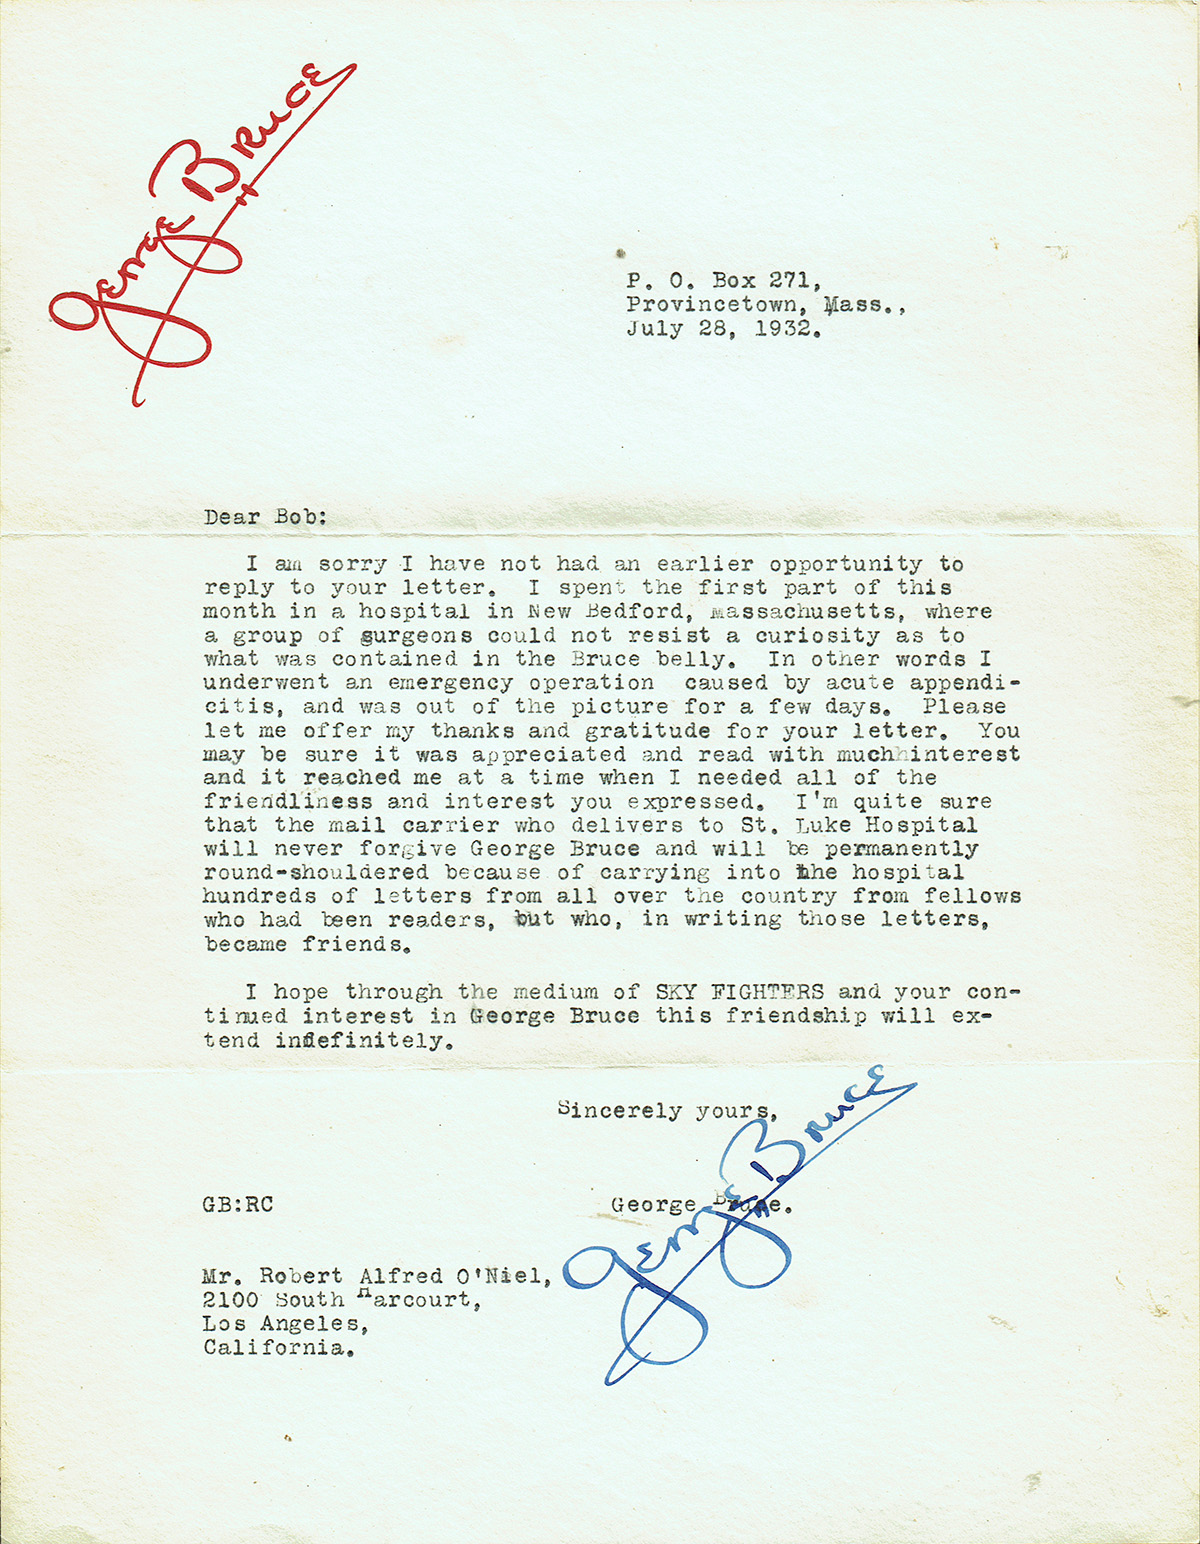 George Bruce
P. O. Box 271,
Provincetown, Mass.,
July 28, 1932.
Dear Bob:
I am sorry I have not had an earlier opportunity to
reply to your letter. I spent the first part of this
month in a hospital in New Bedford, Massachusetts, where
a group of surgeons could not resist a curiosity as to
what was contained in the Bruce belly. In other words I
underwent an emergency operation caused by acute appendi-
citis, and was out of the picture for a few days. Please
let me offer my thanks and gratitude for your letter. You
may be sure it was appreciated and read with muchhinterest
and it reached me at a time when I needed all of the
friendliness and interest you expressed. I'm quite sure
that the mail carrier who delivers to St. Luke Hospital
will never forgive George Bruce and will be permanently
round-shouldered because of carrying into the hospital
hundreds of letters from all over the country from fellows
who had been readers, but who, in writing those letters,
became friends.
I hope through the medium of SKY FIGHTERS and your con-
tinued interest in George Bruce this friendship will ex-
tend indefinitely.
Sincerely yours,
George Bruce
GB:RC
George Bruce.
Mr. Robert Alfred O'Niel,
2100 South Harcourt,
Los Angeles,
California.